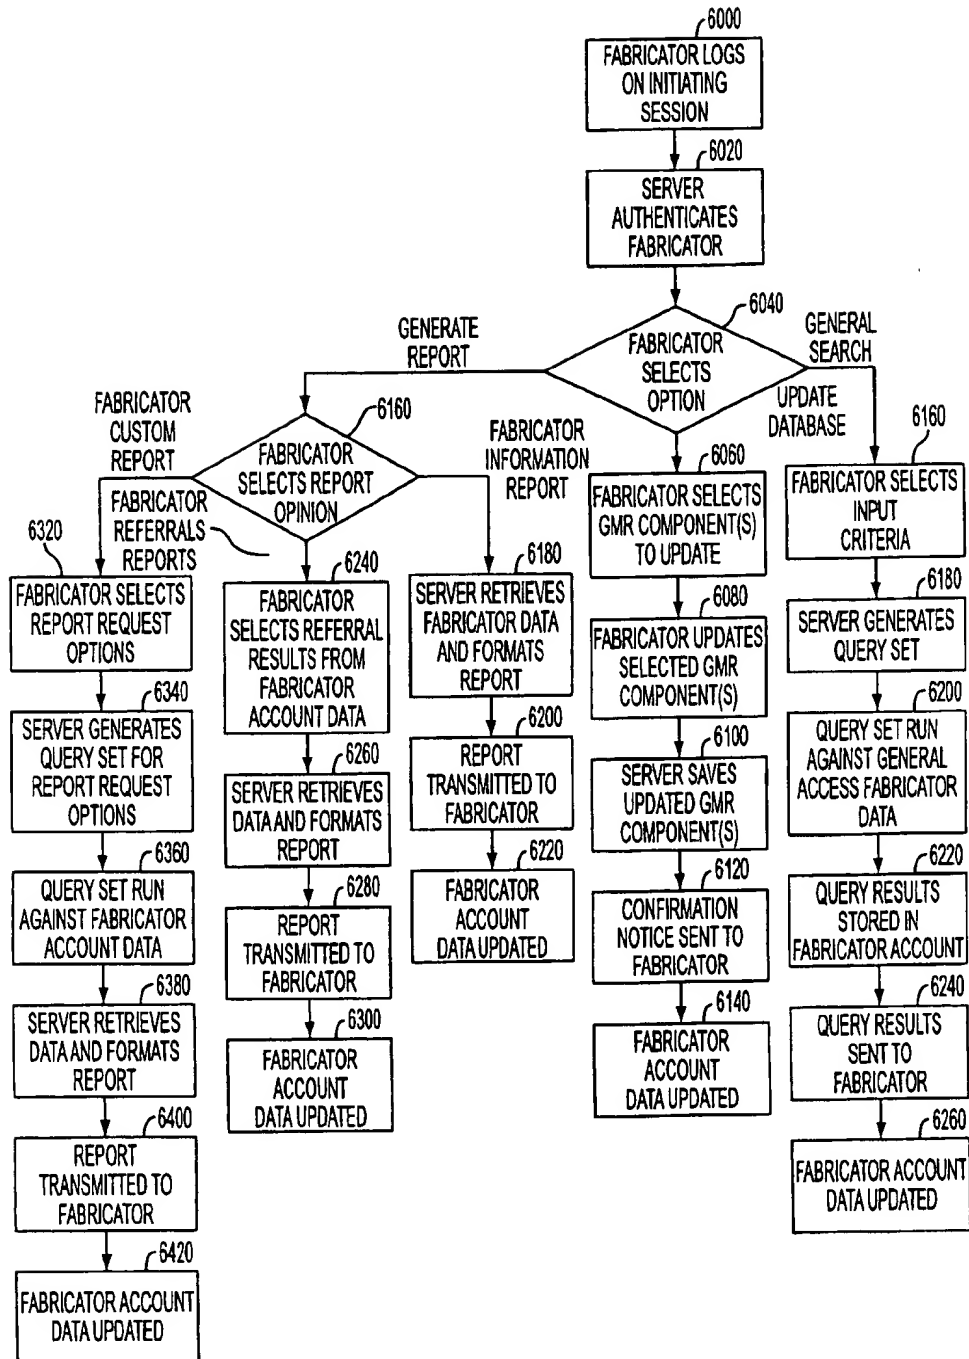 6000
FABRICATOR LOGS
ON INITIATING
SESSION
6020
SERVER
AUTHENTICATES
FABRICATOR
6040
FABRICATOR
SELECTS
OPTION
GENERATE
REPORT
GENERAL
SEARCH
UPDATE
DATABASE
6160
FABRICATOR
SELECTS REPORT
OPINION
FABRICATOR
CUSTOM
REPORT
FABRICATOR
REFERRALS
REPORTS
FABRICATOR
INFORMATION
REPORT
6320
FABRICATOR SELECTS
REPORT REQUEST
OPTIONS
6340
SERVER GENERATES
QUERY SET FOR
REPORT REQUEST
OPTIONS
6360
QUERY SET RUN
AGAINST FABRICATOR
ACCOUNT DATA
6380
SERVER RETRIEVES
DATA AND FORMATS
REPORT
6400
REPORT
TRANSMITTED TO
FABRICATOR
6420
FABRICATOR ACCOUNT
DATA UPDATED
6240
FABRICATOR
SELECTS REFERRAL
RESULTS FROM
FABRICATOR
ACCOUNT DATA
6260
SERVER RETRIEVES
DATA AND FORMATS
REPORT
6280
REPORT
TRANSMITTED TO
FABRICATOR
6300
FABRICATOR
ACCOUNT
DATA UPDATED
6180
SERVER RETRIEVES
FABRICATOR DATA
AND FORMATS
REPORT
6200
REPORT
TRANSMITTED TO
FABRICATOR
6220
FABRICATOR
ACCOUNT
DATA UPDATED
6060
FABRICATOR SELECTS
GMR COMPONENT(S)
TO UPDATE
6080
FABRICATOR UPDATES
SELECTED GMR
COMPONENT(S)
6100
SERVER SAVES
UPDATED GMR
COMPONENT(S)
6120
CONFIRMATION
NOTICE SENT TO
FABRICATOR
6140
FABRICATOR
ACCOUNT
DATA UPDATED
6160
FABRICATOR SELECTS
INPUT
CRITERIA
6180
SERVER GENERATES
QUERY SET
6200
QUERY SET RUN
AGAINST GENERAL
ACCESS FABRICATOR
DATA
6220
QUERY RESULTS
STORED IN
FABRICATOR ACCOUNT
6240
QUERY RESULTS
SENT TO
FABRICATOR
6260
FABRICATOR ACCOUNT
DATA UPDATED